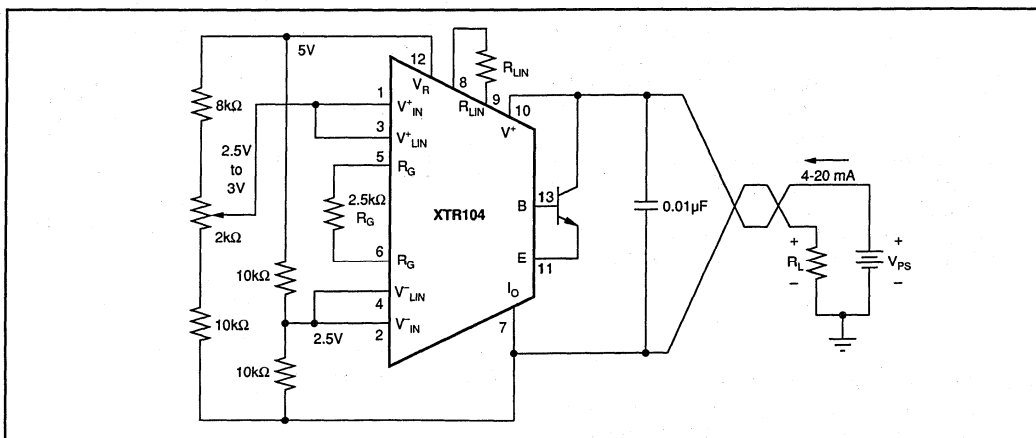 5V
8kΩ
2.5V
to
3V
2kΩ
10kΩ
10kΩ
10kΩ
2.5V
12
V_R
1
V⁺_IN
3
V⁺_LIN
5
R_G
2.5kΩ
R_G
6
R_G
V⁻_LIN
4
V⁻_IN
2
XTR104
8
R_LIN
R_LIN
9
10
V⁺
B
13
E
11
I_O
7
0.01µF
4-20 mA
+
R_L
–
+
V_PS
–